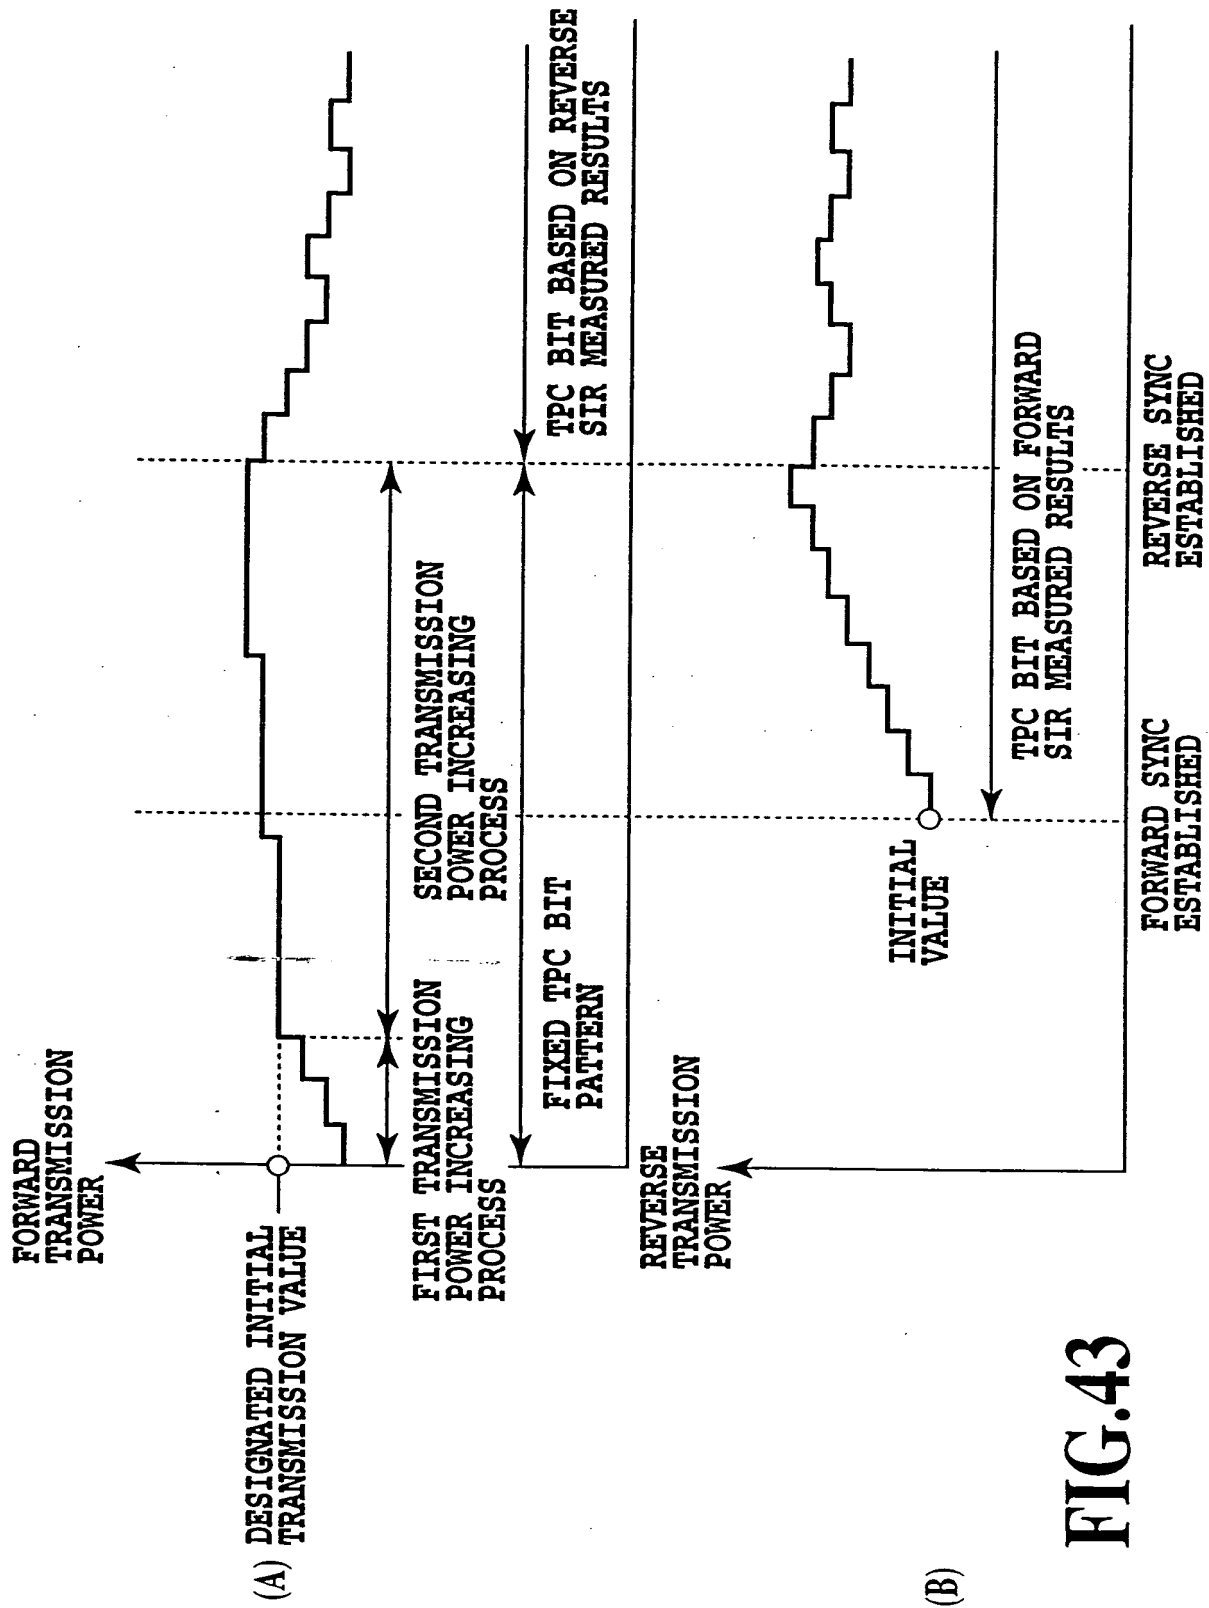 FORWARD
TRANSMISSION
POWER
(A)
DESIGNATED INITIAL
TRANSMISSION VALUE
FIRST TRANSMISSION
POWER INCREASING
PROCESS
SECOND TRANSMISSION
POWER INCREASING
PROCESS
FIXED TPC BIT
PATTERN
TPC BIT BASED ON REVERSE
SIR MEASURED RESULTS
REVERSE
TRANSMISSION
POWER
(B)
INITIAL
VALUE
TPC BIT BASED ON FORWARD
SIR MEASURED RESULTS
FORWARD SYNC
ESTABLISHED
REVERSE SYNC
ESTABLISHED
FIG.43